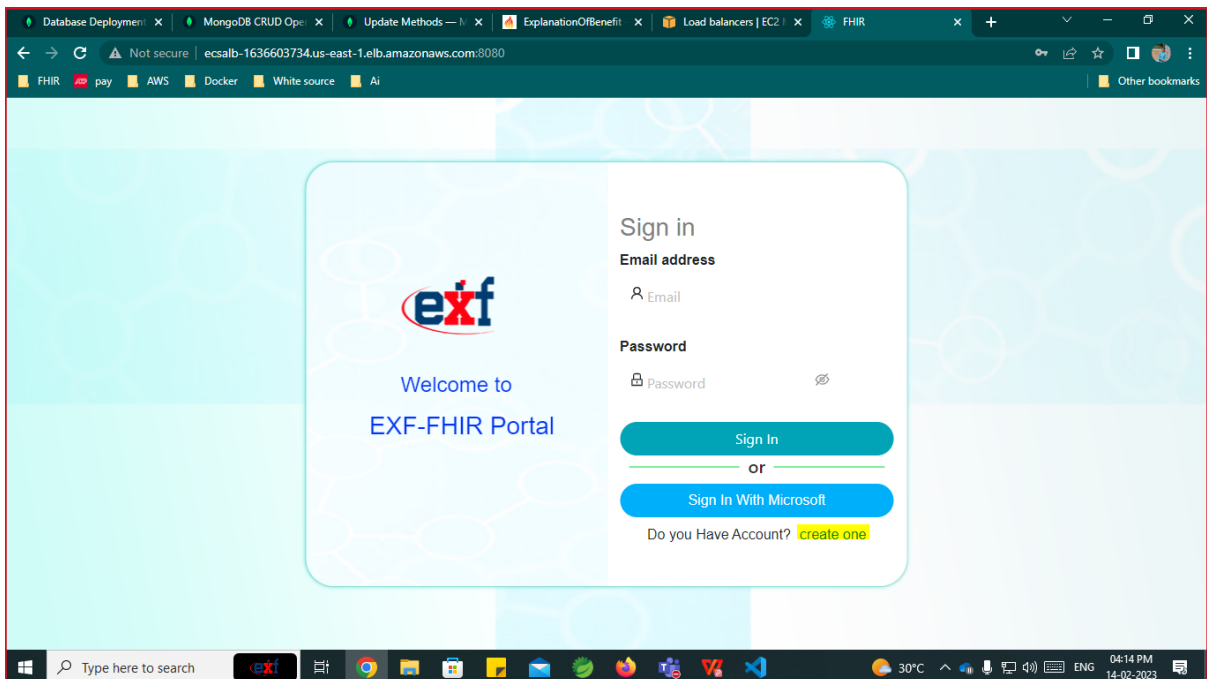 Database Deployment
MongoDB CRUD Ope
Update Methods — M
ExplanationOfBenefit
Load balancers | EC2
FHIR
Not secure | ecsalb-1636603734.us-east-1.elb.amazonaws.com:8080
FHIR
pay
AWS
Docker
White source
Ai
Other bookmarks
exf
Welcome to
EXF-FHIR Portal
Sign in
Email address
Email
Password
Password
Sign In
or
Sign In With Microsoft
Do you Have Account? create one
Type here to search
exf
30°C
ENG
04:14 PM
14-02-2023